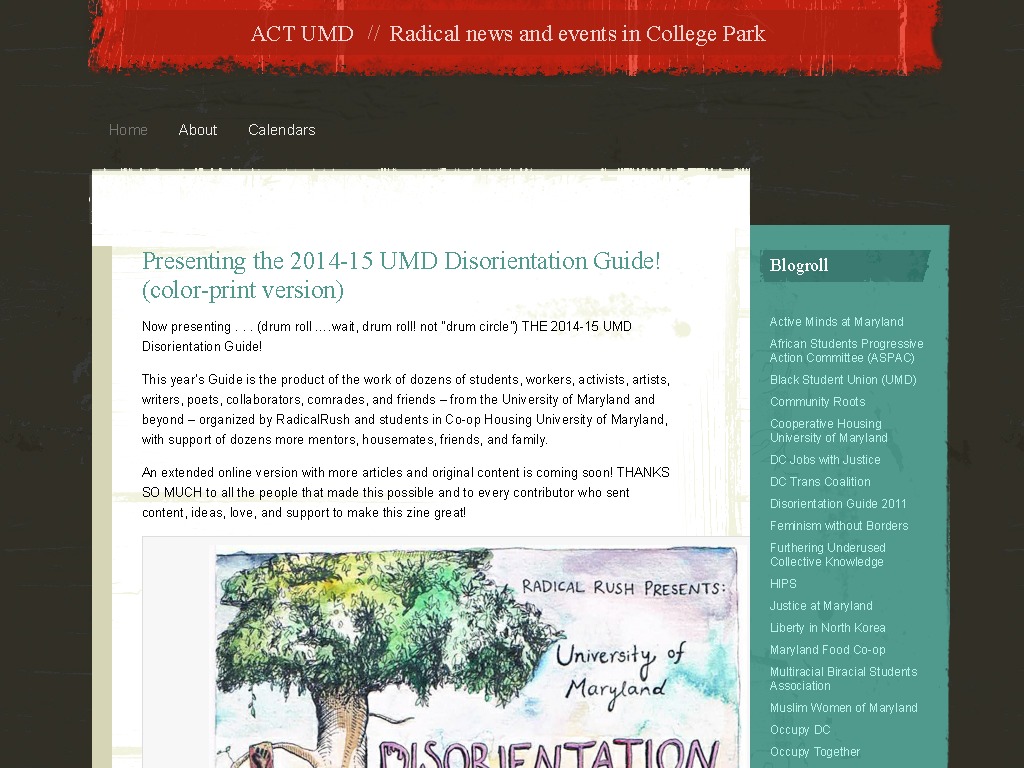 ACT UMD // Radical news and events in College Park
Home About Calendars
Presenting the 2014-15 UMD Disorientation Guide!
(color-print version)
Now presenting . . . (drum roll ….wait, drum roll! not "drum circle") THE 2014-15 UMD
Disorientation Guide!
This year's Guide is the product of the work of dozens of students, workers, activists, artists,
writers, poets, collaborators, comrades, and friends – from the University of Maryland and
beyond – organized by RadicalRush and students in Co-op Housing University of Maryland,
with support of dozens more mentors, housemates, friends, and family.
An extended online version with more articles and original content is coming soon! THANKS
SO MUCH to all the people that made this possible and to every contributor who sent
content, ideas, love, and support to make this zine great!
RADICAL RUSH PRESENTS:
University of
Maryland
DISORIENTATION
Blogroll
Active Minds at Maryland
African Students Progressive
Action Committee (ASPAC)
Black Student Union (UMD)
Community Roots
Cooperative Housing
University of Maryland
DC Jobs with Justice
DC Trans Coalition
Disorientation Guide 2011
Feminism without Borders
Furthering Underused
Collective Knowledge
HIPS
Justice at Maryland
Liberty in North Korea
Maryland Food Co-op
Multiracial Biracial Students
Association
Muslim Women of Maryland
Occupy DC
Occupy Together